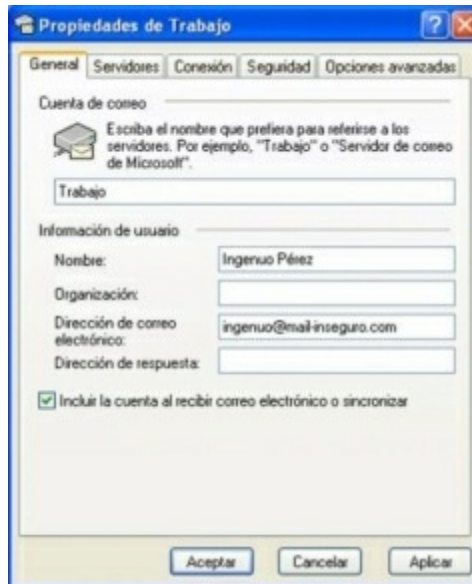 Propiedades de Trabajo
General Servidores Conexión Seguridad Opciones avanzadas
Cuenta de correo
Escriba el nombre que prefiera para referirse a los
servidores. Por ejemplo, "Trabajo" o "Servidor de correo
de Microsoft".
Trabajo
Información de usuario
Nombre: Ingenuo Pérez
Organización:
Dirección de correo
electrónico: ingenuo@mail-inseguro.com
Dirección de respuesta:
Incluir la cuenta al recibir correo electrónico o sincronizar
Aceptar Cancelar Aplicar